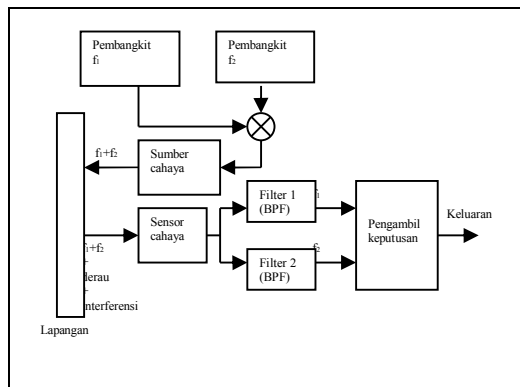 Pembangkit
f₁
Pembangkit
f₂
f₁+f₂
Sumber
cahaya
Sensor
cahaya
Filter 1
(BPF)
f₁
Filter 2
(BPF)
f₂
Pengambil
keputusan
Keluaran
f₁+f₂
+
derau
+
interferensi
Lapangan